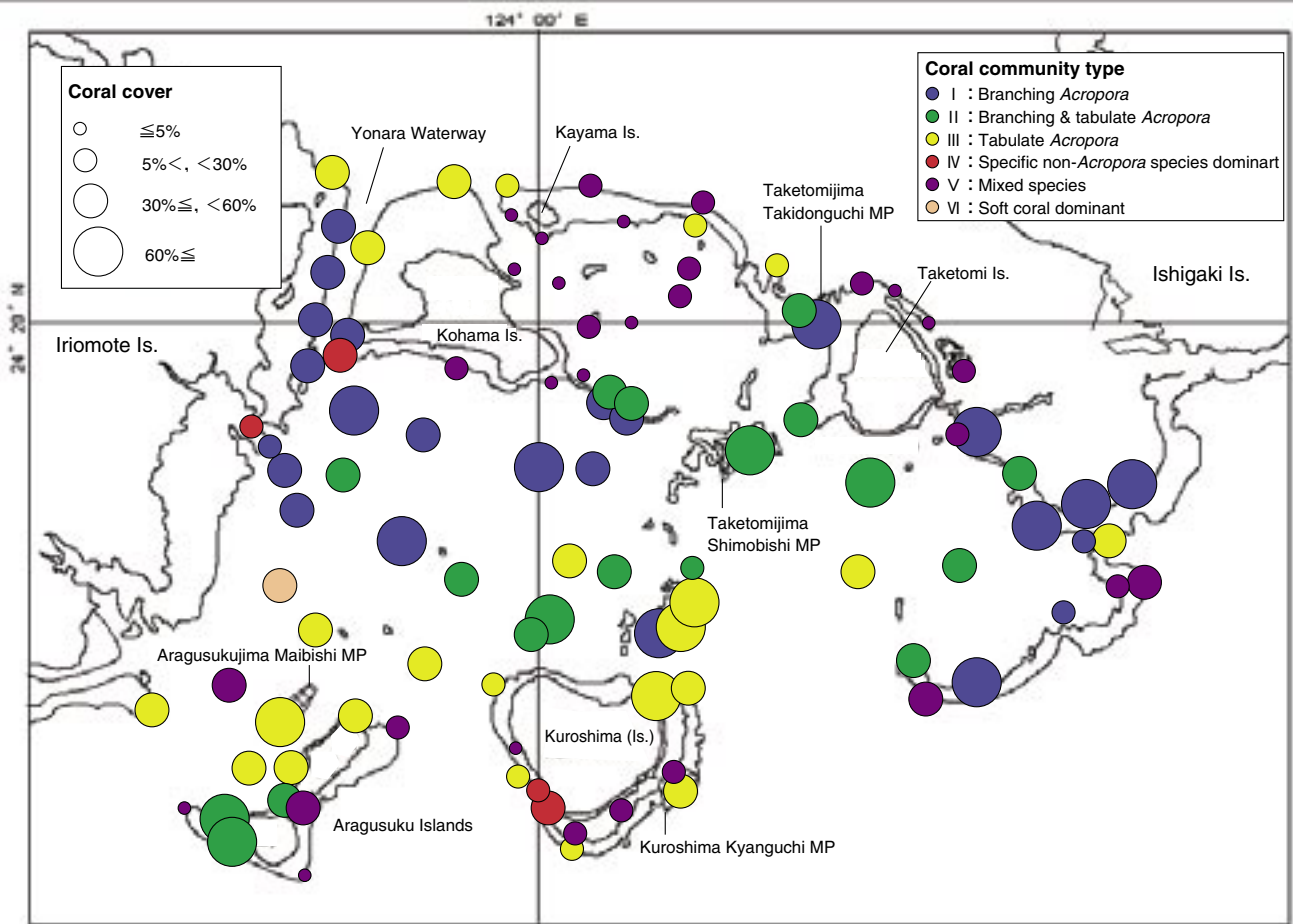 124° 00' E
Coral cover
≦5%
5%<, <30%
30%≦, <60%
60%≦
Yonara Waterway
Kayama Is.
Coral community type
I : Branching Acropora
II : Branching & tabulate Acropora
III : Tabulate Acropora
IV : Specific non-Acropora species dominart
V : Mixed species
VI : Soft coral dominant
Taketomijima
Takidonguchi MP
Taketomi Is.
Ishigaki Is.
24° 20' N
Iriomote Is.
Kohama Is.
Taketomijima
Shimobishi MP
Aragusukujima Maibishi MP
Kuroshima (Is.)
Aragusuku Islands
Kuroshima Kyanguchi MP